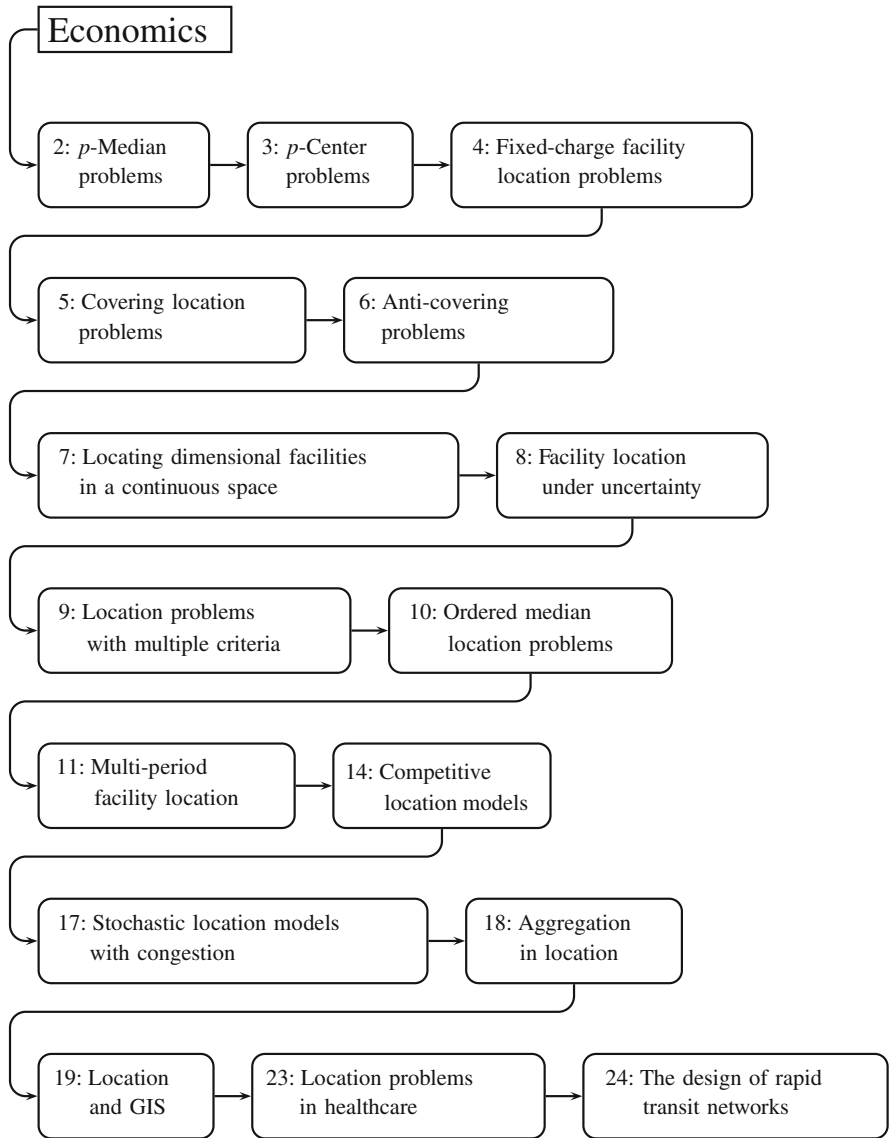 Economics
2: p-Median
problems
3: p-Center
problems
4: Fixed-charge facility
location problems
5: Covering location
problems
6: Anti-covering
problems
7: Locating dimensional facilities
in a continuous space
8: Facility location
under uncertainty
9: Location problems
with multiple criteria
10: Ordered median
location problems
11: Multi-period
facility location
14: Competitive
location models
17: Stochastic location models
with congestion
18: Aggregation
in location
19: Location
and GIS
23: Location problems
in healthcare
24: The design of rapid
transit networks